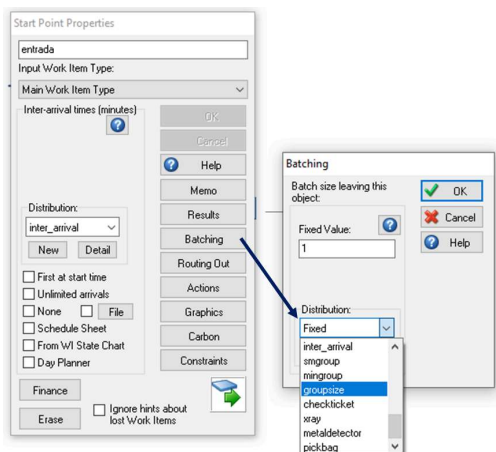 Start Point Properties
entrada
Input Work Item Type:
Main Work Item Type
Inter-arrival times (minutes)
OK
Cancel
Help
Memo
Distribution:
Results
inter_arrival
Batching
New Detail
Routing Out
First at start time
Actions
Unlimited arrivals
None File
Graphics
Schedule Sheet
Carbon
From WI State Chart
Day Planner
Constraints
Finance
Erase
Ignore hints about
lost Work Items
Batching
Batch size leaving this
object:
OK
Cancel
Help
Fixed Value:
1
Distribution:
Fixed
inter_arrival
smgroup
mingroup
groupsize
checkticket
xray
metaldetector
pickbag